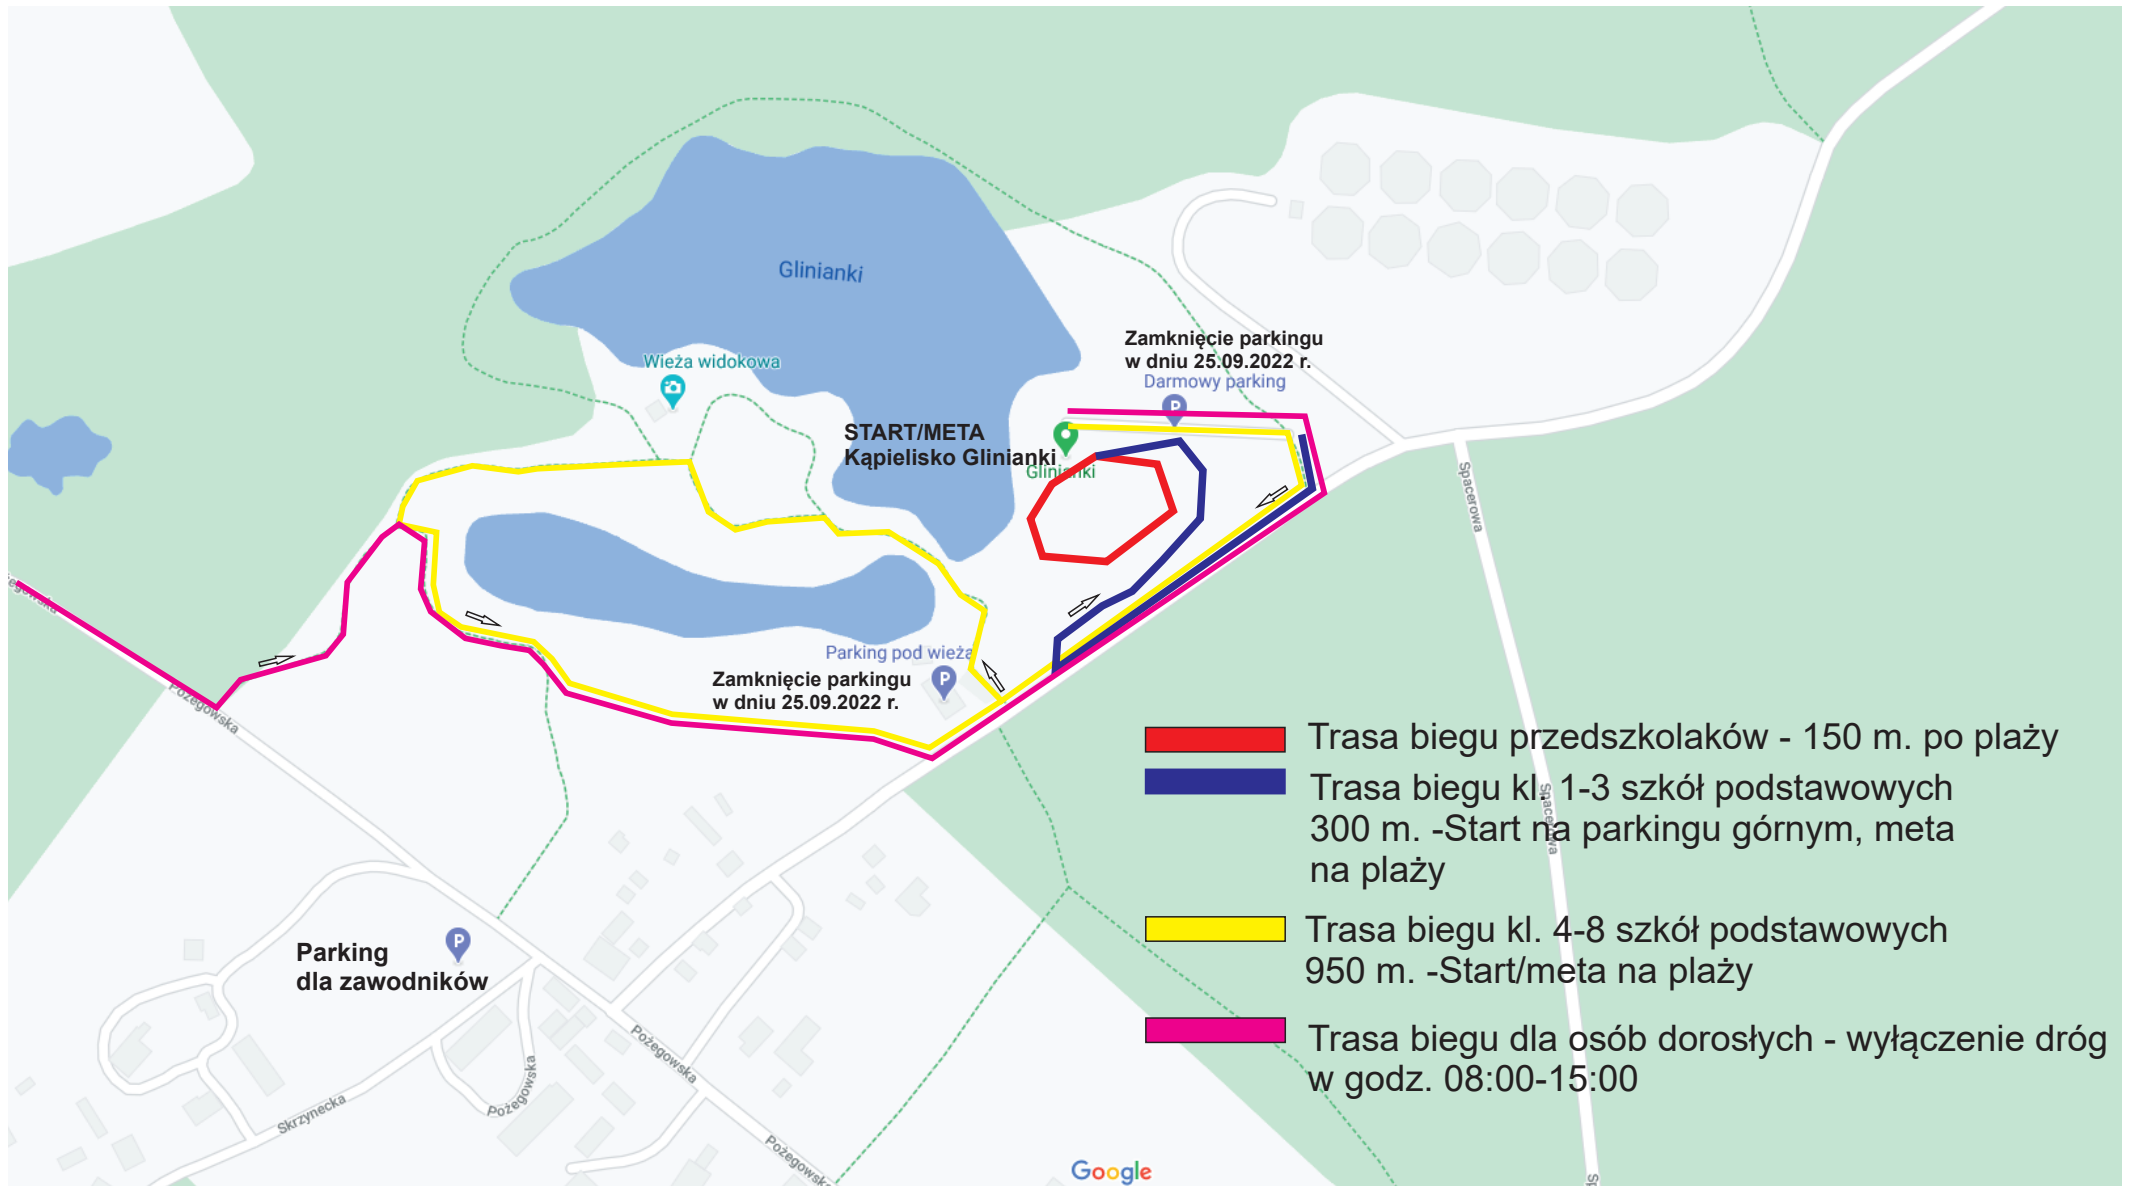 Glinianki
Zamknięcie parkingu
w dniu 25.09.2022 r.
Darmowy parking
P
Wieża widokowa
START/META
Kąpielisko Glinianki
Glinianki
Spacerowa
Parking pod wieżą
Zamknięcie parkingu
w dniu 25.09.2022 r.
P
Pożegowska
Trasa biegu przedszkolaków - 150 m. po plaży
Trasa biegu kl. 1-3 szkół podstawowych
300 m. -Start na parkingu górnym, meta
na plaży
Spacerowa
Trasa biegu kl. 4-8 szkół podstawowych
950 m. -Start/meta na plaży
Parking
dla zawodników
P
Trasa biegu dla osób dorosłych - wyłączenie dróg
w godz. 08:00-15:00
Pożegowska
Pożegowska
Skrzynecka
Pożegowska
Google